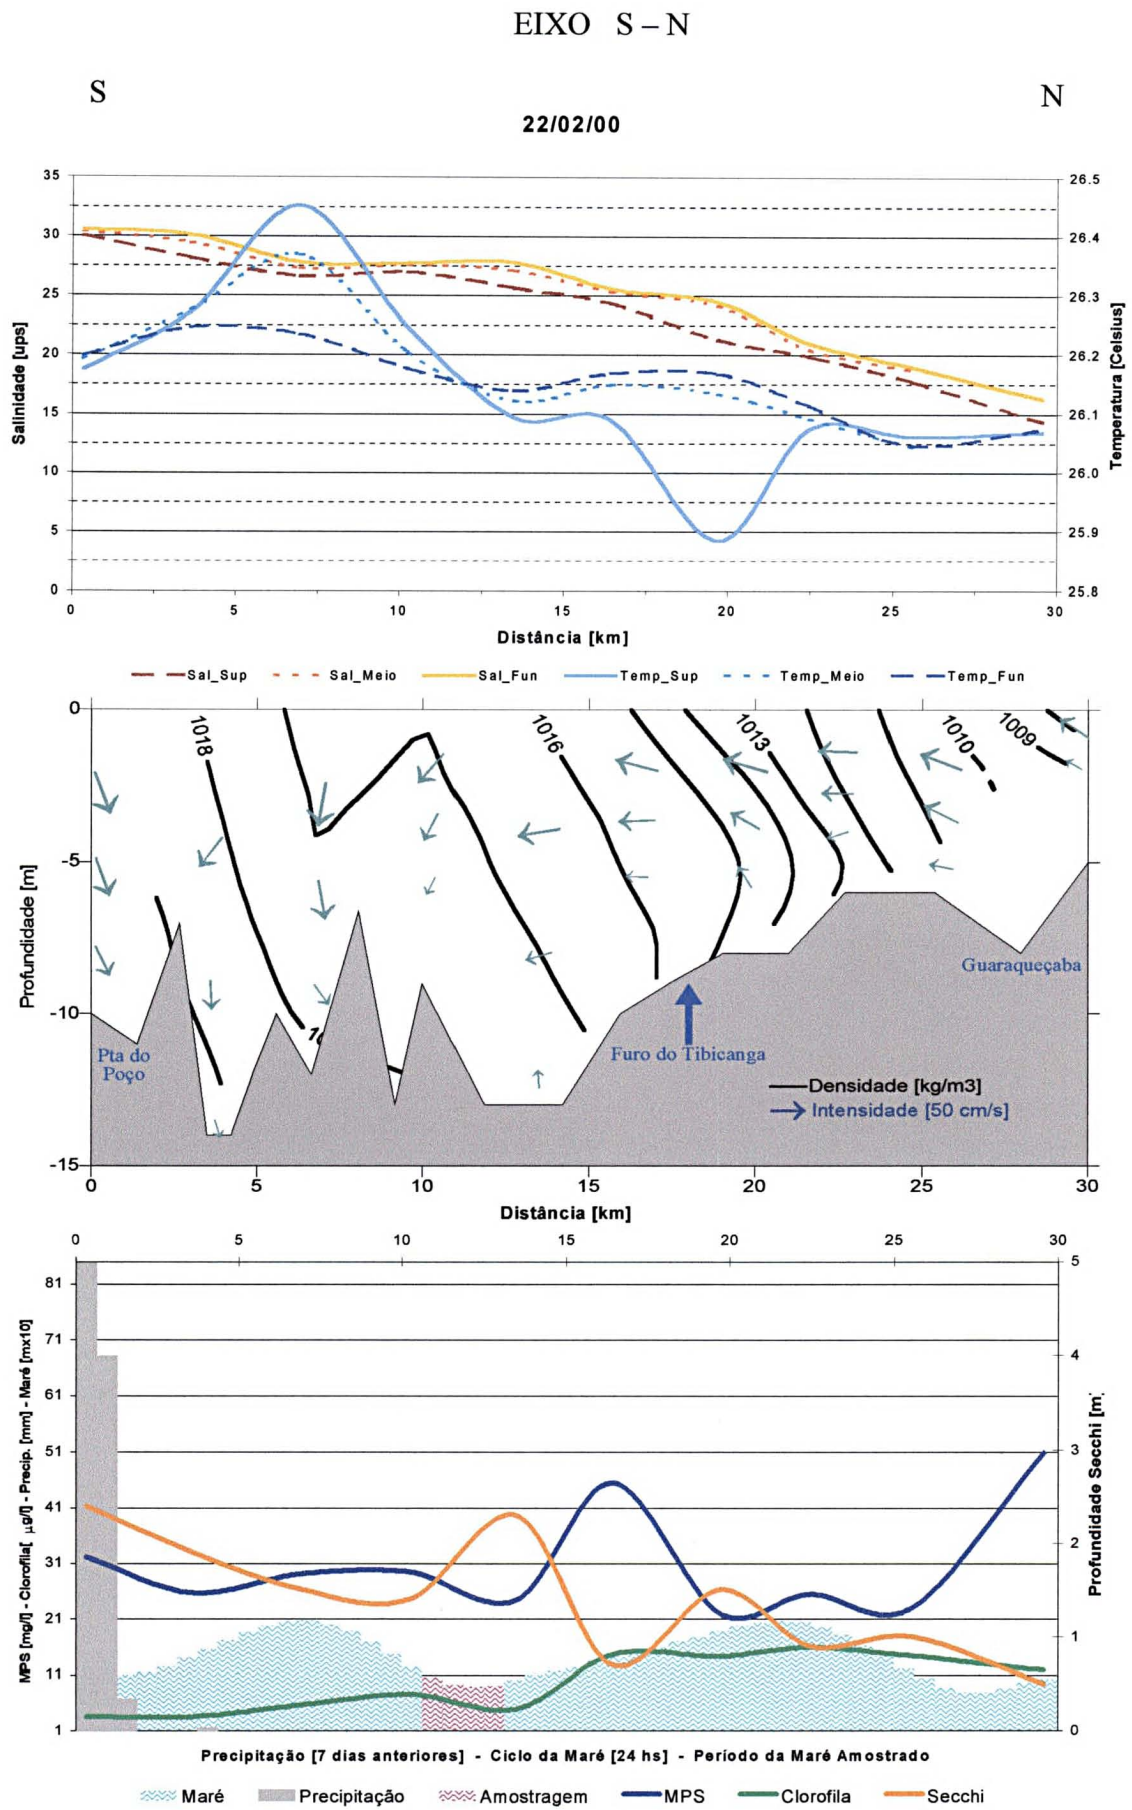 EIXO S – N
S N
22/02/00
Salinidade [ups]
35
30
25
20
15
10
5
0
26.5
26.4
26.3
26.2
26.1
26.0
25.9
25.8
Temperatura [Celsius]
0 5 10 15 20 25 30
Distância [km]
Sal_Sup Sal_Meio Sal_Fun Temp_Sup Temp_Meio Temp_Fun
Profundidade [m]
0
-5
-10
-15
1018 1016 1013 1010 1009
Guaraqueçaba
Pta do
Poço
Furo do Tibicanga
Densidade [kg/m3]
Intensidade [50 cm/s]
0 5 10 15 20 25 30
Distância [km]
0 5 10 15 20 25 30
MPS [mg/l] - Clorofila[ µg/l] - Precip. [mm] - Maré [mx10]
81
71
61
51
41
31
21
11
1
5
4
3
2
1
0
Profundidade Secchi [m]
Precipitação [7 dias anteriores] - Ciclo da Maré [24 hs] - Período da Maré Amostrado
Maré Precipitação Amostragem MPS Clorofila Secchi